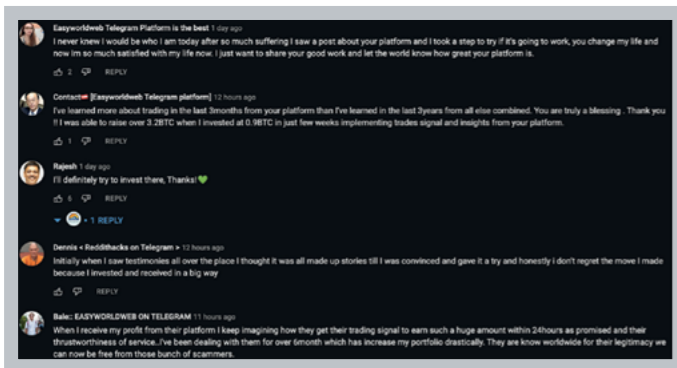 Easyworldweb Telegram Platform is the best 1 day ago
I never knew I would be who I am today after so much suffering I saw a post about your platform and I took a step to try if it's going to work, you change my life and
now im so much satisfied with my life now. I just want to share your good work and let the world know how great your platform is.
2 REPLY
Contact [Easyworldweb Telegram platform] 12 hours ago
I've learned more about trading in the last 3months from your platform than I've learned in the last 3years from all else combined. You are truly a blessing . Thank you
!! I was able to raise over 3.2BTC when I invested at 0.9BTC in just few weeks implementing trades signal and insights from your platform.
1 REPLY
Rajesh 1 day ago
I'll definitely try to invest there, Thanks!💚
6 REPLY
• 1 REPLY
Dennis < Reddithacks on Telegram > 12 hours ago
Initially when I saw testimonies all over the place I thought it was all made up stories till I was convinced and gave it a try and honestly i don't regret the move I made
because I invested and received in a big way
REPLY
Bale:: EASYWORLDWEB ON TELEGRAM 11 hours ago
When I receive my profit from their platform I keep imagining how they get their trading signal to earn such a huge amount within 24hours as promised and their
thrustworthiness of service..I've been dealing with them for over 6month which has increase my portfolio drastically. They are know worldwide for their legitimacy we
can now be free from those bunch of scammers.